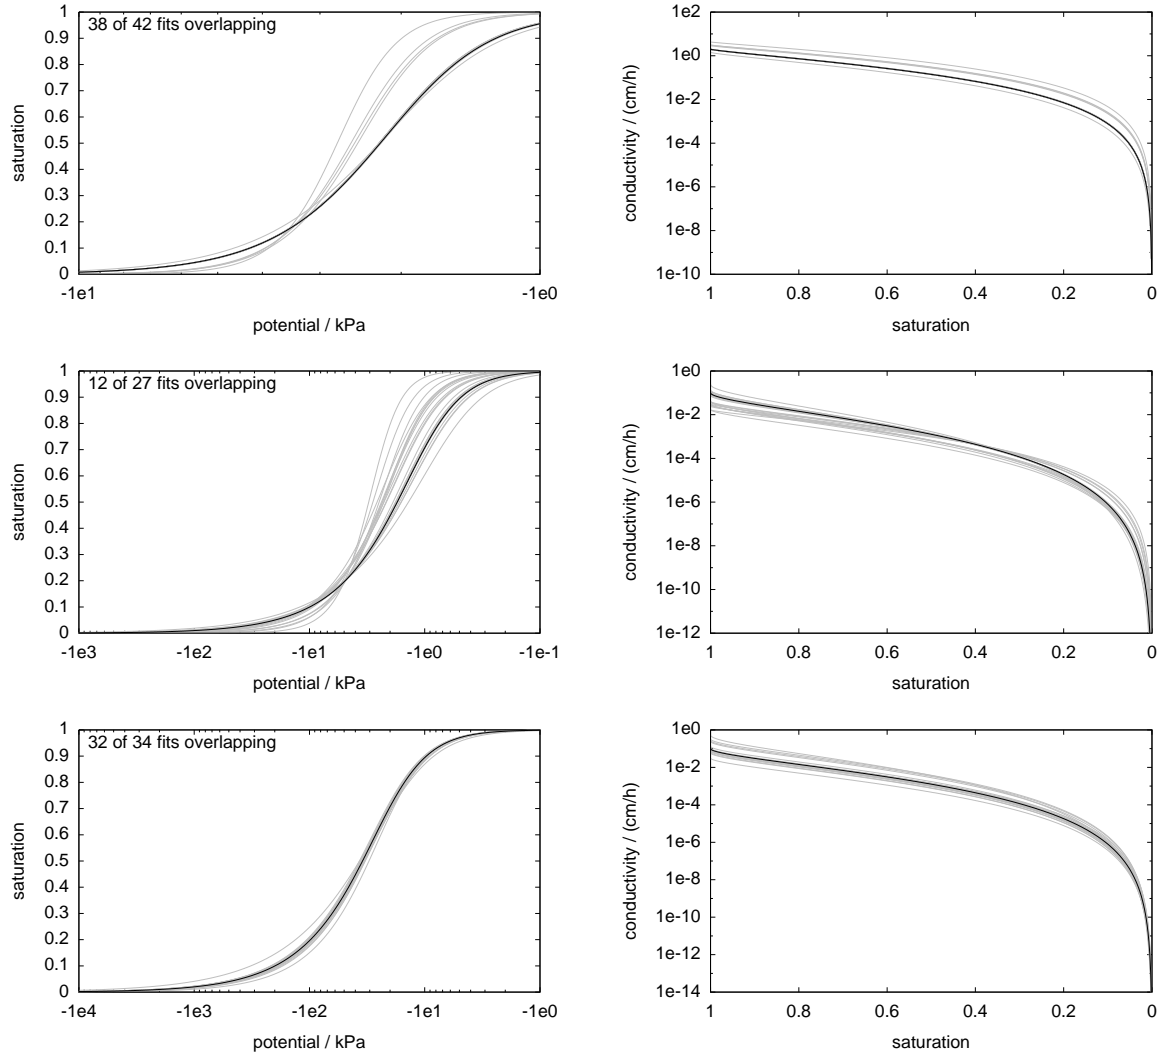 38 of 42 fits overlapping
saturation
1
0.9
0.8
0.7
0.6
0.5
0.4
0.3
0.2
0.1
0
-1e1
-1e0
potential / kPa
conductivity / (cm/h)
1e2
1e0
1e-2
1e-4
1e-6
1e-8
1e-10
1
0.8
0.6
0.4
0.2
0
saturation
12 of 27 fits overlapping
saturation
1
0.9
0.8
0.7
0.6
0.5
0.4
0.3
0.2
0.1
0
-1e3
-1e2
-1e1
-1e0
-1e-1
potential / kPa
conductivity / (cm/h)
1e0
1e-2
1e-4
1e-6
1e-8
1e-10
1e-12
1
0.8
0.6
0.4
0.2
0
saturation
32 of 34 fits overlapping
saturation
1
0.9
0.8
0.7
0.6
0.5
0.4
0.3
0.2
0.1
0
-1e4
-1e3
-1e2
-1e1
-1e0
potential / kPa
conductivity / (cm/h)
1e0
1e-2
1e-4
1e-6
1e-8
1e-10
1e-12
1e-14
1
0.8
0.6
0.4
0.2
0
saturation